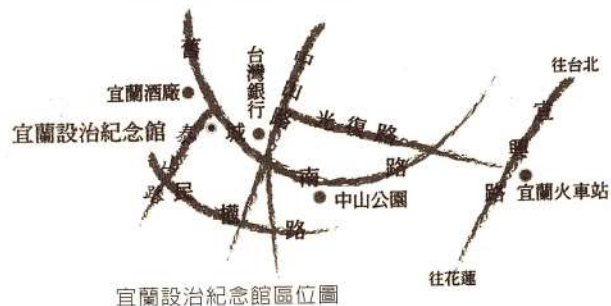 舊城南路
中山路
台灣銀行
宜蘭酒廠
光復路
宜蘭設治紀念館
泰山路
民權路
中山公園
往台北
宜興路
宜蘭火車站
往花蓮
宜蘭設治紀念館區位圖